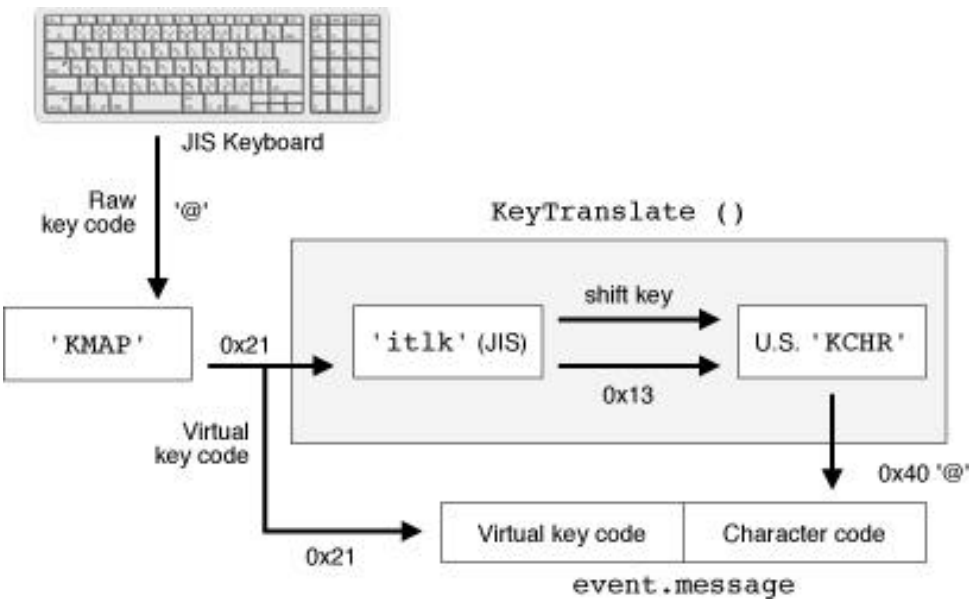 JIS Keyboard
Raw
key code
'@'
KeyTranslate ()
'KMAP'
0x21
'itlk' (JIS)
shift key
0x13
U.S. 'KCHR'
Virtual
key code
0x40 '@'
0x21
Virtual key code
Character code
event.message